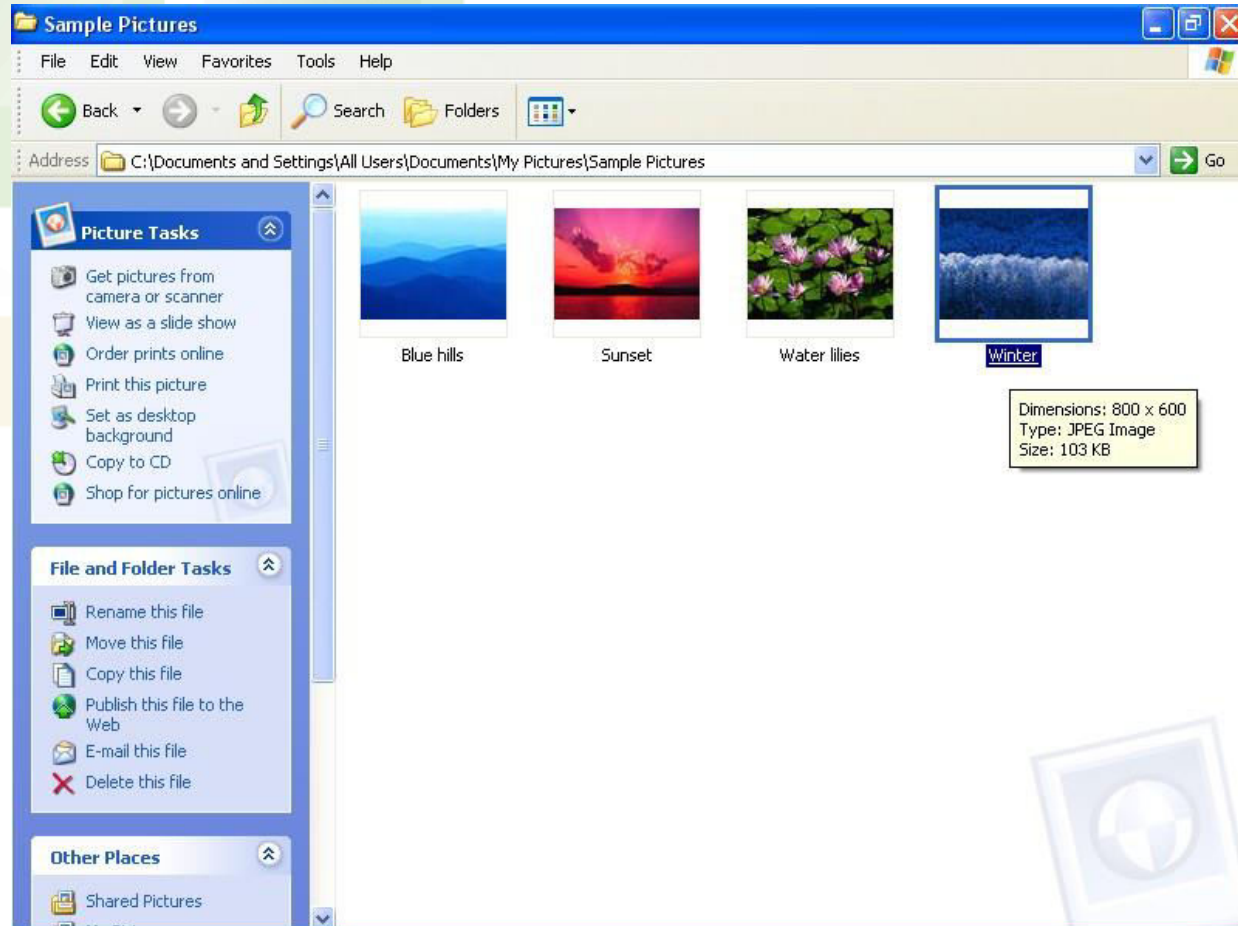 Sample Pictures
File Edit View Favorites Tools Help
Back Search Folders
Address C:\Documents and Settings\All Users\Documents\My Pictures\Sample Pictures Go
Picture Tasks
Get pictures from
camera or scanner
View as a slide show
Order prints online
Print this picture
Set as desktop
background
Copy to CD
Shop for pictures online
File and Folder Tasks
Rename this file
Move this file
Copy this file
Publish this file to the
Web
E-mail this file
Delete this file
Other Places
Shared Pictures
Blue hills Sunset Water lilies Winter
Dimensions: 800 x 600
Type: JPEG Image
Size: 103 KB